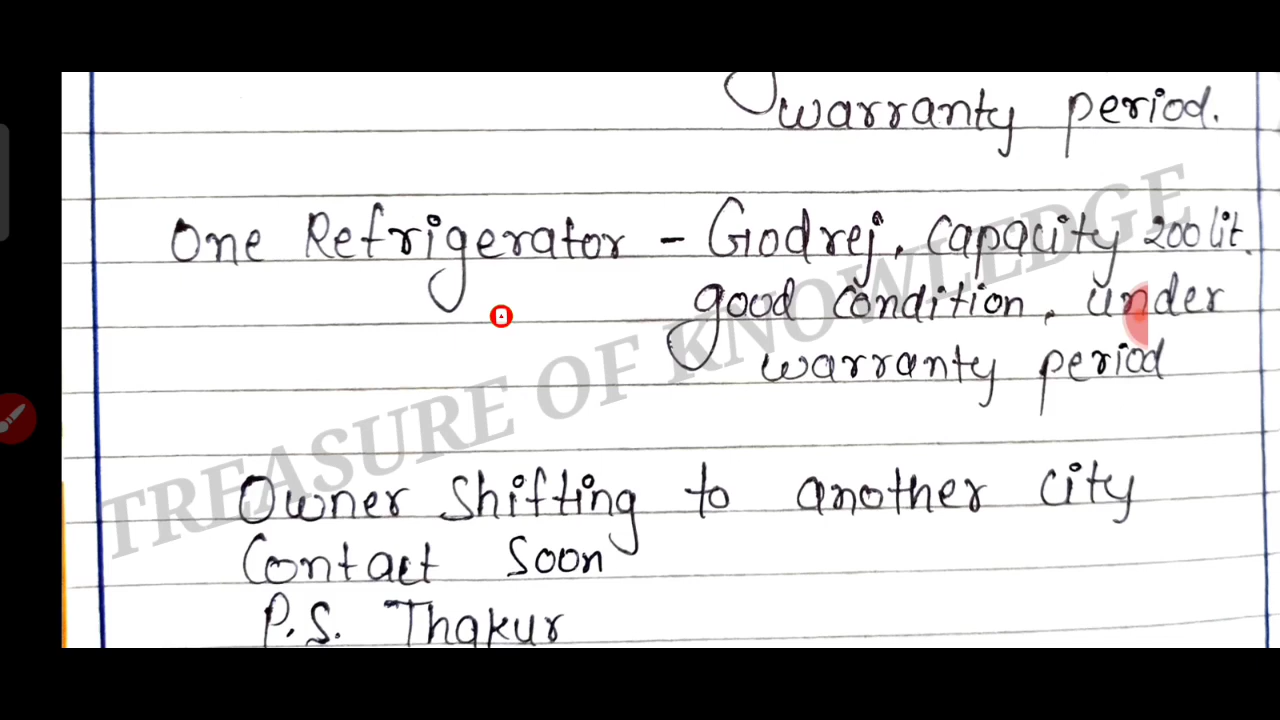 warranty period.
One Refrigerator - Godrej, Capacity 200 lit.
good condition, under
warranty period
Owner Shifting to another city
Contact Soon
P.S. Thakur
TREASURE OF KNOWLEDGE